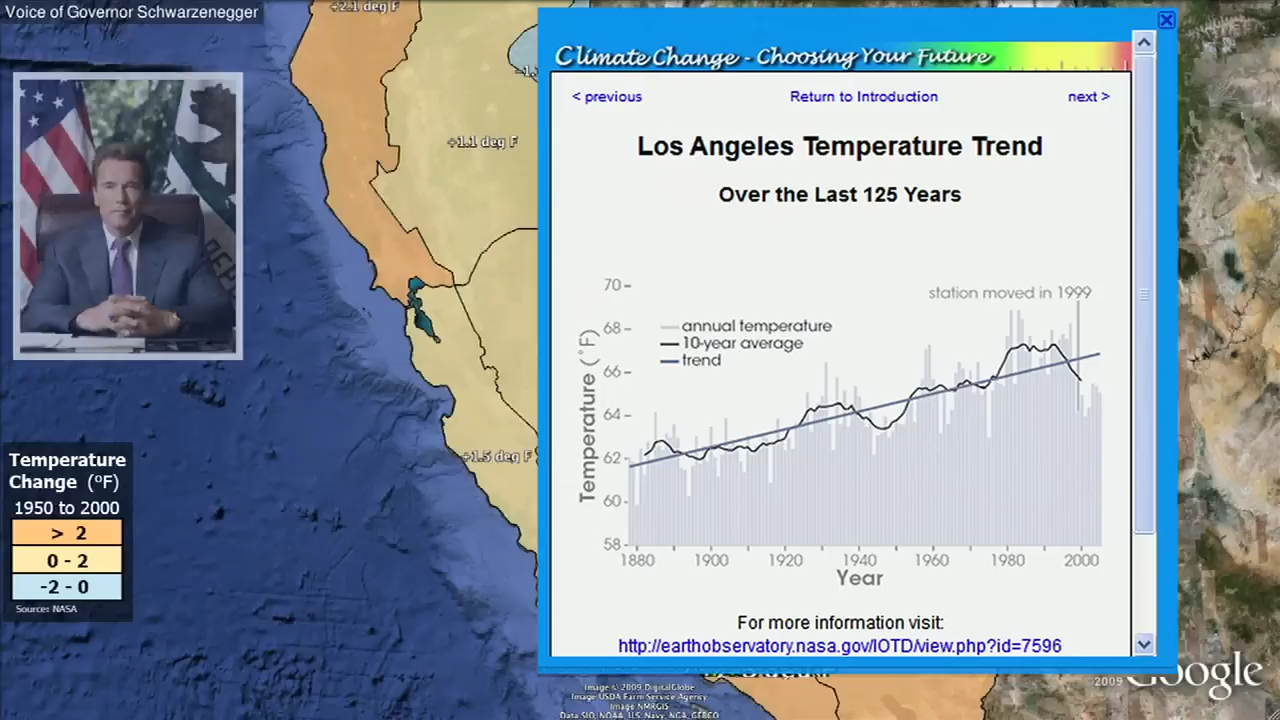 Voice of Governor Schwarzenegger
+2.1 deg F
+1.1 deg F
+1.5 deg F
Temperature
Change (°F)
1950 to 2000
> 2
0 - 2
-2 - 0
Source: NASA
Climate Change - Choosing Your Future
< previous
Return to Introduction
next >
Los Angeles Temperature Trend
Over the Last 125 Years
station moved in 1999
annual temperature
10-year average
trend
Temperature (°F)
70
68
66
64
62
60
58
1880 1900 1920 1940 1960 1980 2000
Year
For more information visit:
http://earthobservatory.nasa.gov/IOTD/view.php?id=7596
Image © 2009 DigitalGlobe
Image USDA Farm Service Agency
Image NMRGIS
Data SIO, NOAA, U.S. Navy, NGA, GEBCO
2009 Google